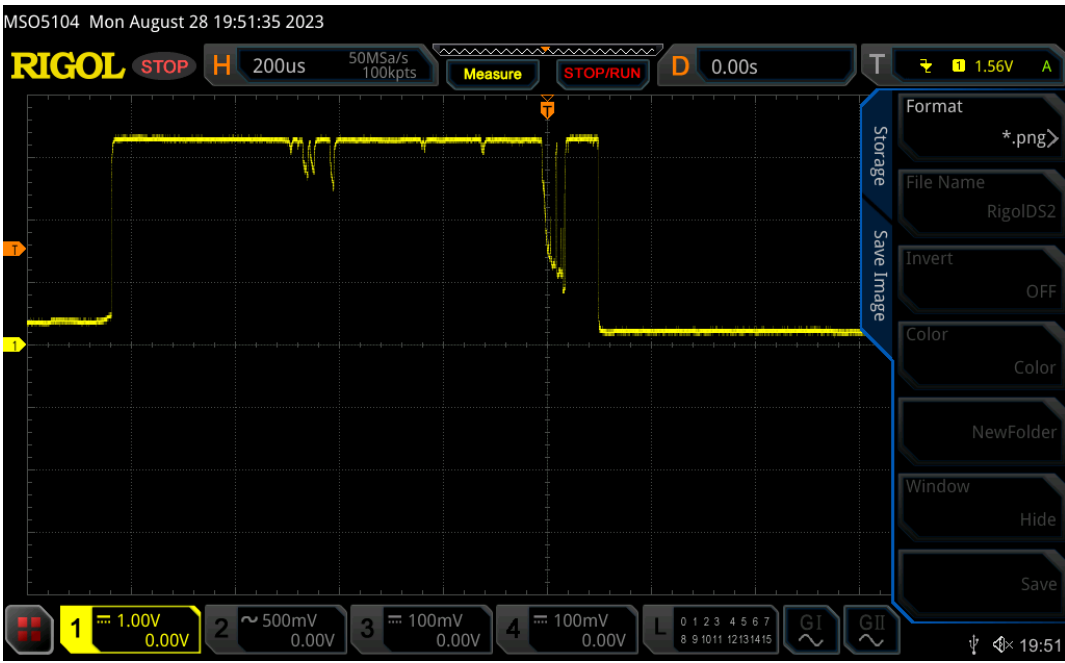 MSO5104 Mon August 28 19:51:35 2023
RIGOL STOP H 200us 50MSa/s 100kpts Measure STOP/RUN D 0.00s T 1 1.56V A
T
Storage
Save Image
Format
*.png
File Name
RigolDS2
Invert
OFF
Color
Color
NewFolder
Window
Hide
Save
T
1
1 1.00V 0.00V
2 500mV 0.00V
3 100mV 0.00V
4 100mV 0.00V
L 0 1 2 3 4 5 6 7
8 9 10 11 12 13 14 15
GI
GII
19:51